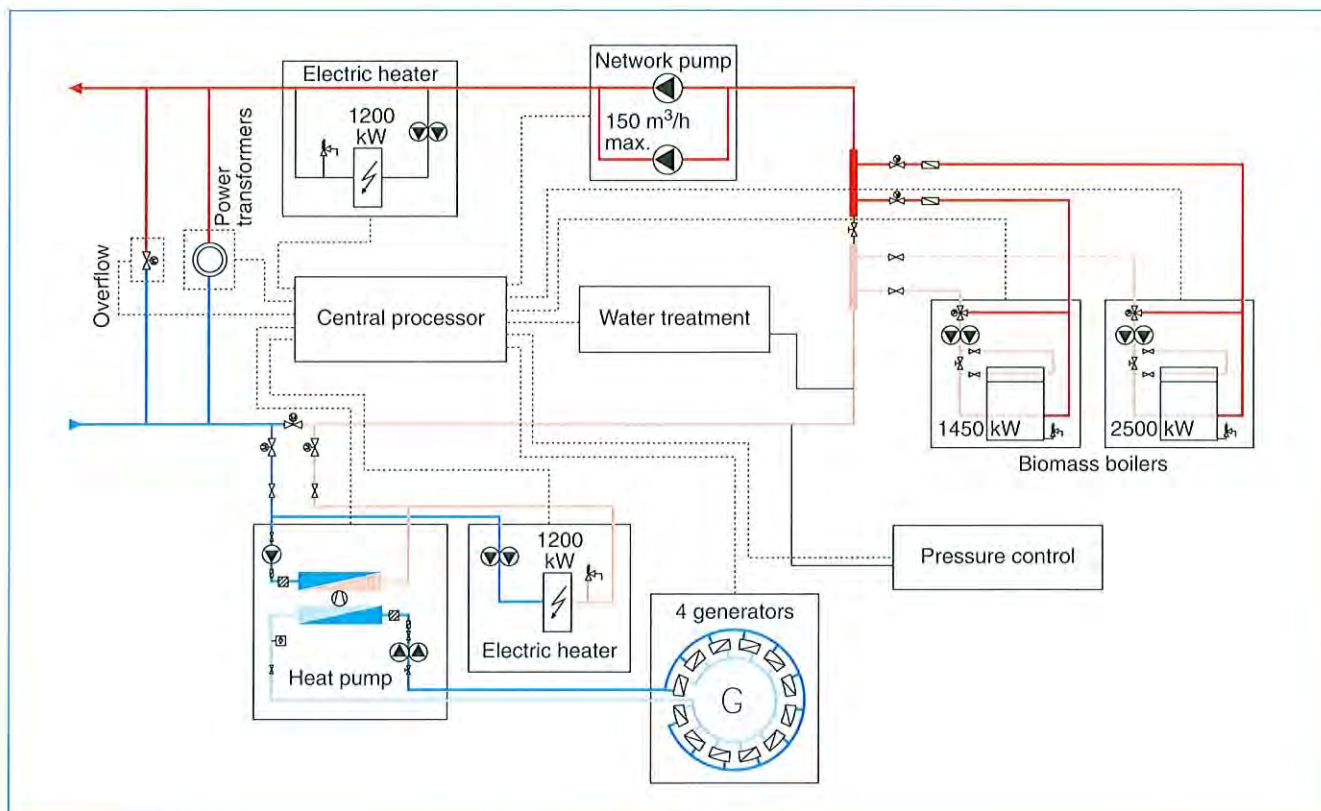 Electric heater
1200
kW
Network pump
150 m³/h
max.
Power
transformers
Overflow
Central processor
Water treatment
1450 kW
2500 kW
Biomass boilers
Pressure control
Heat pump
1200
kW
Electric heater
4 generators
G